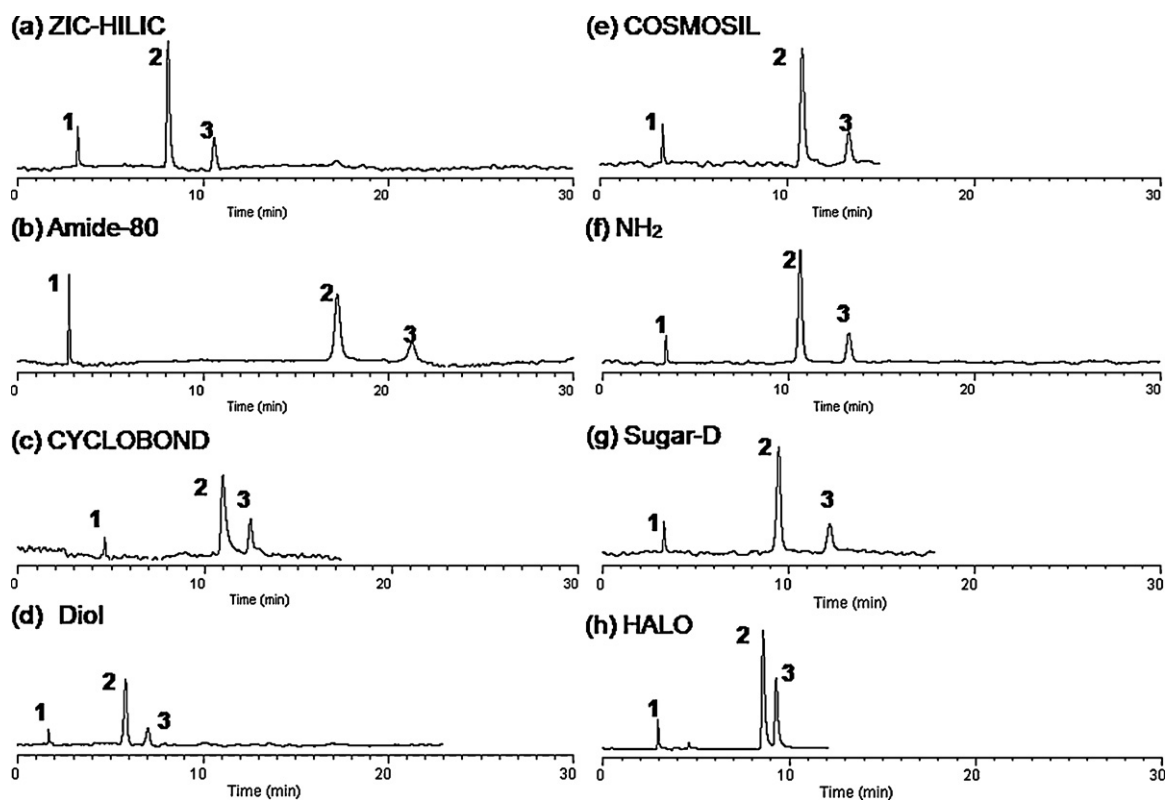 (a) ZIC-HILIC
1 2 3
0 10 20 30
Time (min)
(b) Amide-80
1 2 3
0 10 20 30
Time (min)
(c) CYCLOBOND
1 2 3
0 10 20 30
Time (min)
(d) Diol
1 2 3
0 10 20 30
Time (min)
(e) COSMOSIL
1 2 3
0 10 20 30
Time (min)
(f) NH₂
1 2 3
0 10 20 30
Time (min)
(g) Sugar-D
1 2 3
0 10 20 30
Time (min)
(h) HALO
1 2 3
0 10 20 30
Time (min)